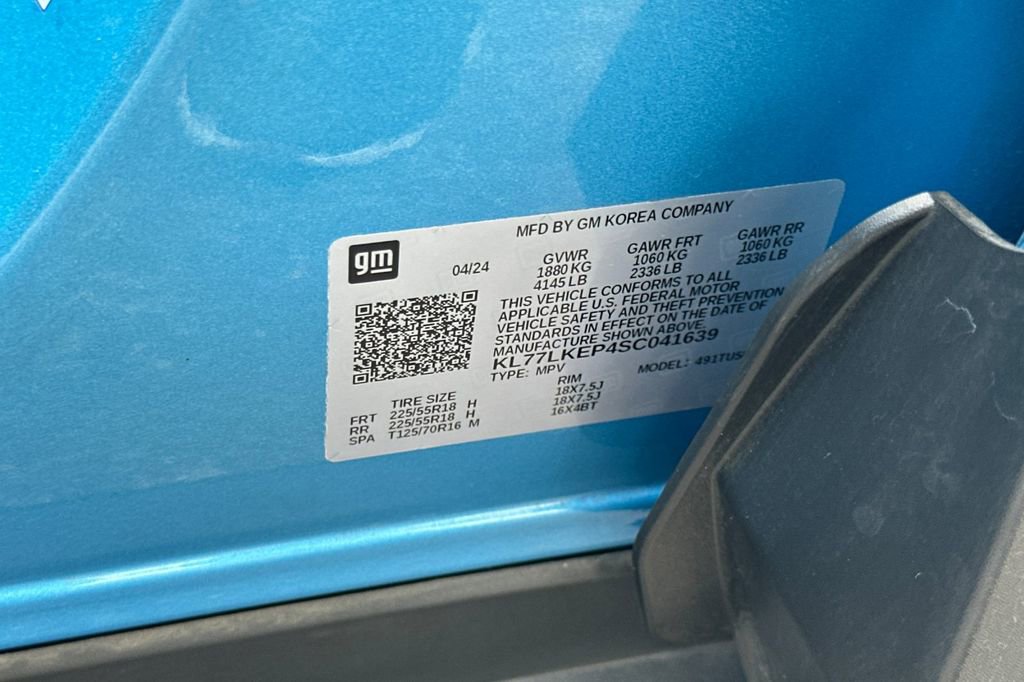 MFD BY GM KOREA COMPANY
gm
04/24
GVWR GAWR FRT GAWR RR
1880 KG 1060 KG 1060 KG
4145 LB 2336 LB 2336 LB
THIS VEHICLE CONFORMS TO ALL
APPLICABLE U.S. FEDERAL MOTOR
VEHICLE SAFETY AND THEFT PREVENTION
STANDARDS IN EFFECT ON THE DATE OF
MANUFACTURE SHOWN ABOVE.
KL77LKEP4SC041639
TYPE: MPV MODEL:
TIRE SIZE RIM
FRT 225/55R18 H 18X7.5J
RR 225/55R18 H 18X7.5J
SPA T125/70R16 M 16X4BT